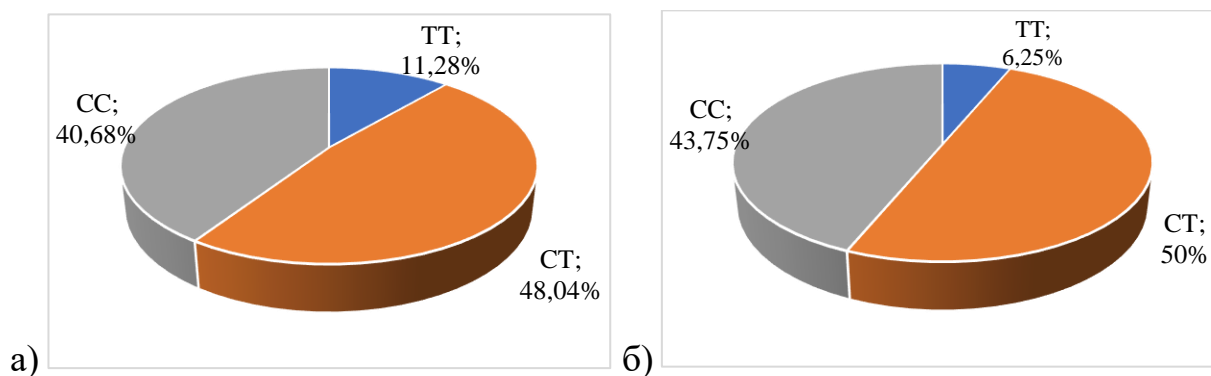 TT;
11,28%
CC;
40,68%
CT;
48,04%
а)
TT;
6,25%
CC;
43,75%
CT;
50%
б)